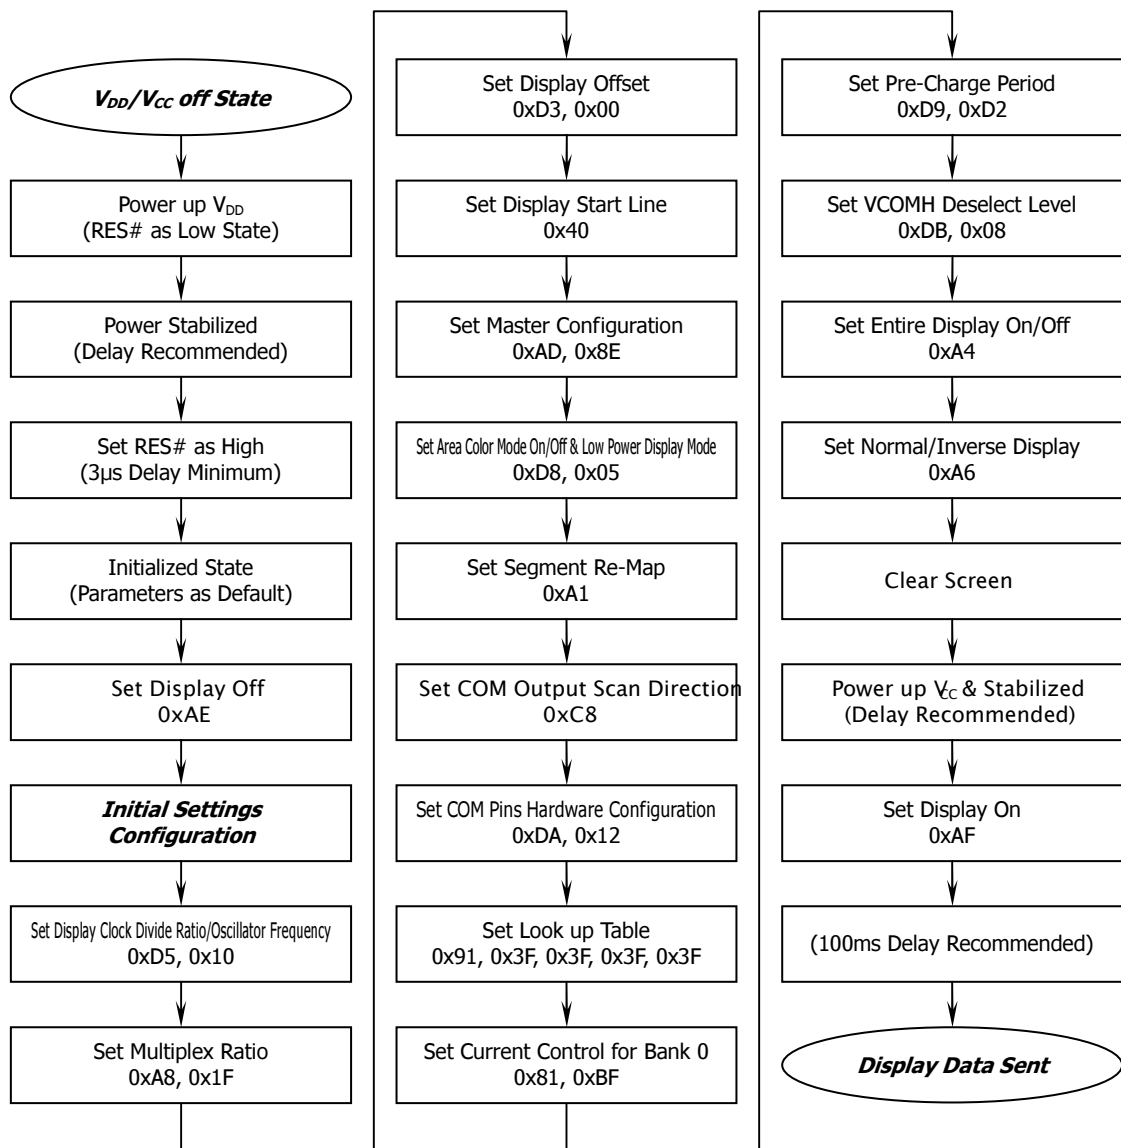 V_DD/V_CC off State
Power up V_DD
(RES# as Low State)
Power Stabilized
(Delay Recommended)
Set RES# as High
(3μs Delay Minimum)
Initialized State
(Parameters as Default)
Set Display Off
0xAE
Initial Settings
Configuration
Set Display Clock Divide Ratio/Oscillator Frequency
0xD5, 0x10
Set Multiplex Ratio
0xA8, 0x1F
Set Display Offset
0xD3, 0x00
Set Display Start Line
0x40
Set Master Configuration
0xAD, 0x8E
Set Area Color Mode On/Off & Low Power Display Mode
0xD8, 0x05
Set Segment Re-Map
0xA1
Set COM Output Scan Direction
0xC8
Set COM Pins Hardware Configuration
0xDA, 0x12
Set Look up Table
0x91, 0x3F, 0x3F, 0x3F, 0x3F
Set Current Control for Bank 0
0x81, 0xBF
Set Pre-Charge Period
0xD9, 0xD2
Set VCOMH Deselect Level
0xDB, 0x08
Set Entire Display On/Off
0xA4
Set Normal/Inverse Display
0xA6
Clear Screen
Power up V_CC & Stabilized
(Delay Recommended)
Set Display On
0xAF
(100ms Delay Recommended)
Display Data Sent